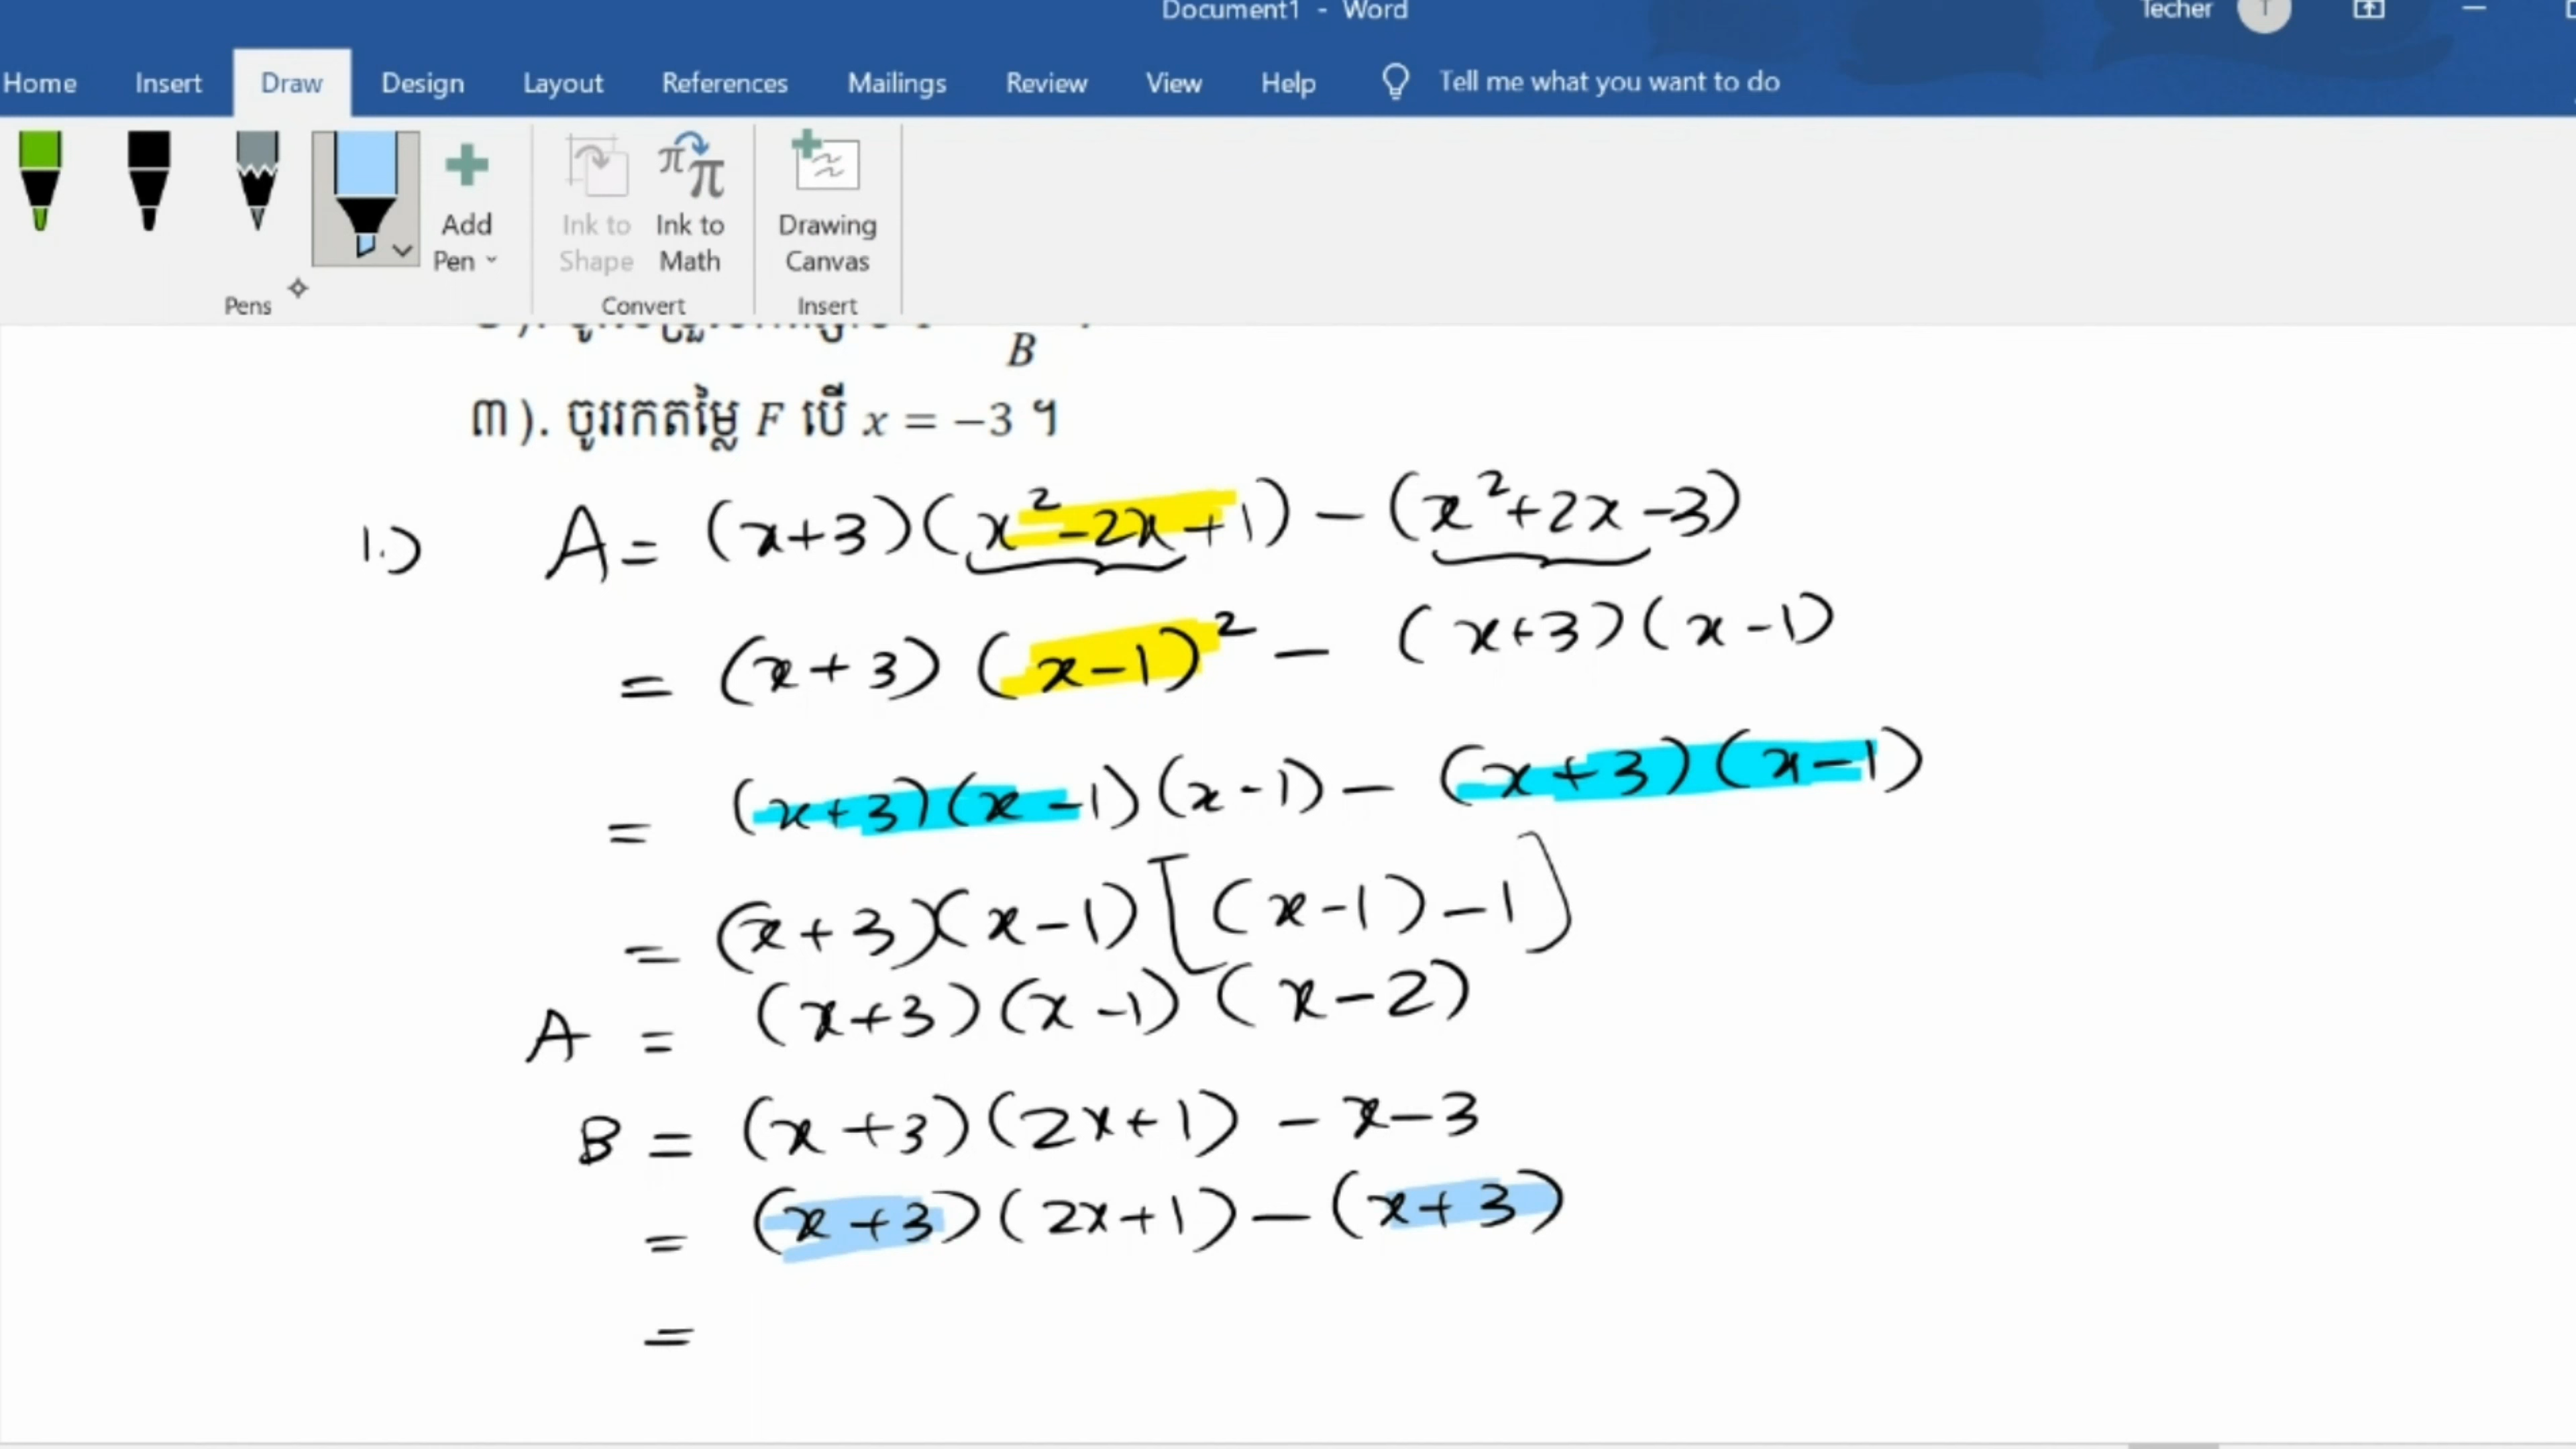 Document1 - Word Techer T
Home Insert Draw Design Layout References Mailings Review View Help Tell me what you want to do
Add Pen
Ink to Shape
Ink to Math
Drawing Canvas
Pens Convert Insert
B
៣). ចូររកតម្លៃ F បើ x = −3 ។
1.) A = (x+3)(x²-2x+1) - (x²+2x-3)
= (x+3)(x-1)² - (x+3)(x-1)
= (x+3)(x-1)(x-1) - (x+3)(x-1)
= (x+3)(x-1)[(x-1)-1]
A = (x+3)(x-1)(x-2)
B = (x+3)(2x+1) - x-3
= (x+3)(2x+1) - (x+3)
=